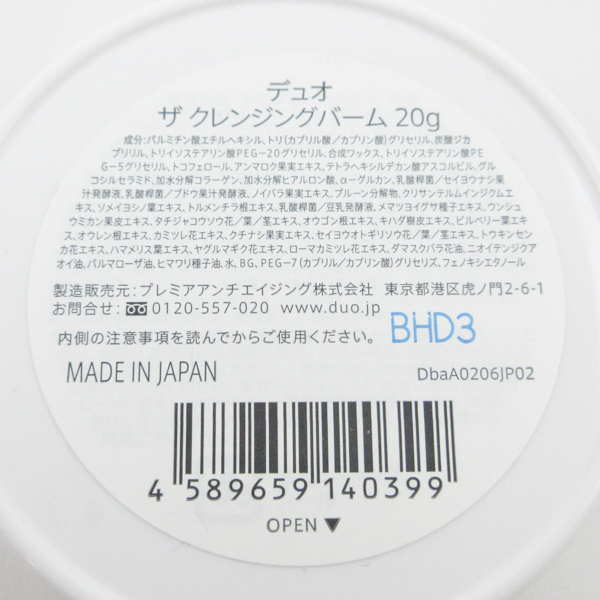 デュオ
ザ クレンジングバーム 20g
成分:パルミチン酸エチルヘキシル、トリ(カプリル酸/カプリン酸)グリセリル、炭酸ジカ
プリリル、トリイソステアリン酸PEG-20グリセリル、合成ワックス、トリイソステアリン酸PE
G-5グリセリル、トコフェロール、アンマロク果実エキス、テトラヘキシルデカン酸アスコルビル、グル
コシルセラミド、加水分解コラーゲン、加水分解ヒアルロン酸、α-グルカン、乳酸桿菌/セイヨウナシ果
汁発酵液、乳酸桿菌/ブドウ果汁発酵液、ノイバラ果実エキス、プルーン分解物、クリサンテルムインジクムエ
キス、ソメイヨシノ葉エキス、トルメンチラ根エキス、乳酸桿菌/豆乳発酵液、メマツヨイグサ種子エキス、ウンシュ
ウミカン果皮エキス、タチジャコウソウ花/葉/茎エキス、オウゴン根エキス、キハダ樹皮エキス、ビルベリー葉エキ
ス、オウレン根エキス、カミツレ花エキス、クチナシ果実エキス、セイヨウオトギリソウ花/葉/茎エキス、トウキンセン
カ花エキス、ハマメリス葉エキス、ヤグルマギク花エキス、ローマカミツレ花エキス、ダマスクバラ花油、ニオイテンジクア
オイ油、パルマローザ油、ヒマワリ種子油、水、BG、PEG-7(カプリル/カプリン酸)グリセリズ、フェノキシエタノール
製造販売元:プレミアアンチエイジング株式会社 東京都港区虎ノ門2-6-1
お問合せ:0120-557-020 www.duo.jp
内側の注意事項を読んでからご使用ください。 BHD3
MADE IN JAPAN DbaA0206JP02
4 589659 140399
OPEN ▼